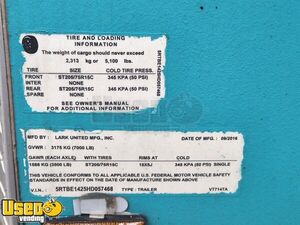 TIRE AND LOADING
INFORMATION
The weight of cargo should never exceed
2,313 kg or 5,100 lbs.
TIRE SIZE COLD TIRE PRESS.
FRONT ST205/75R15C 345 KPA (50 PSI)
INTER NONE NONE
REAR ST205/75R15C 345 KPA (50 PSI)
SPARE NONE
SEE OWNER'S MANUAL
FOR ADDITIONAL INFORMATION
5RTBE1425HD057468
MFD BY : LARK UNITED MFG., INC. DATE OF MFG. : 09/2016
GVWR : 3175 KG (7000 LB)
GAWR (EACH AXLE) WITH TIRES RIMS AT COLD
1588 KG (3500 LB) ST205/75R15C 15X5J 345 KPA (50 PSI) SINGLE
THIS VEHICLE CONFORMS TO ALL APPLICABLE U.S. FEDERAL MOTOR VEHICLE SAFETY
STANDARDS IN EFFECT ON THE DATE OF MANUFACTURE SHOWN ABOVE
V.I.N. : 5RTBE1425HD057468 TYPE : TRAILER V7714TA